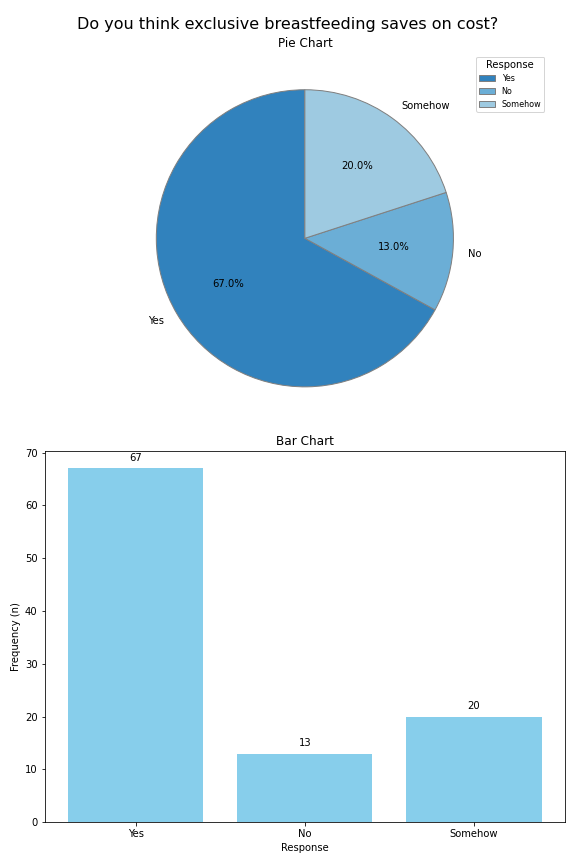 Do you think exclusive breastfeeding saves on cost?
Pie Chart
Response
Yes
No
Somehow
Somehow
20.0%
13.0%
No
67.0%
Yes
Bar Chart
70
60
50
40
30
20
10
0
Frequency (n)
67
13
20
Yes
No
Somehow
Response